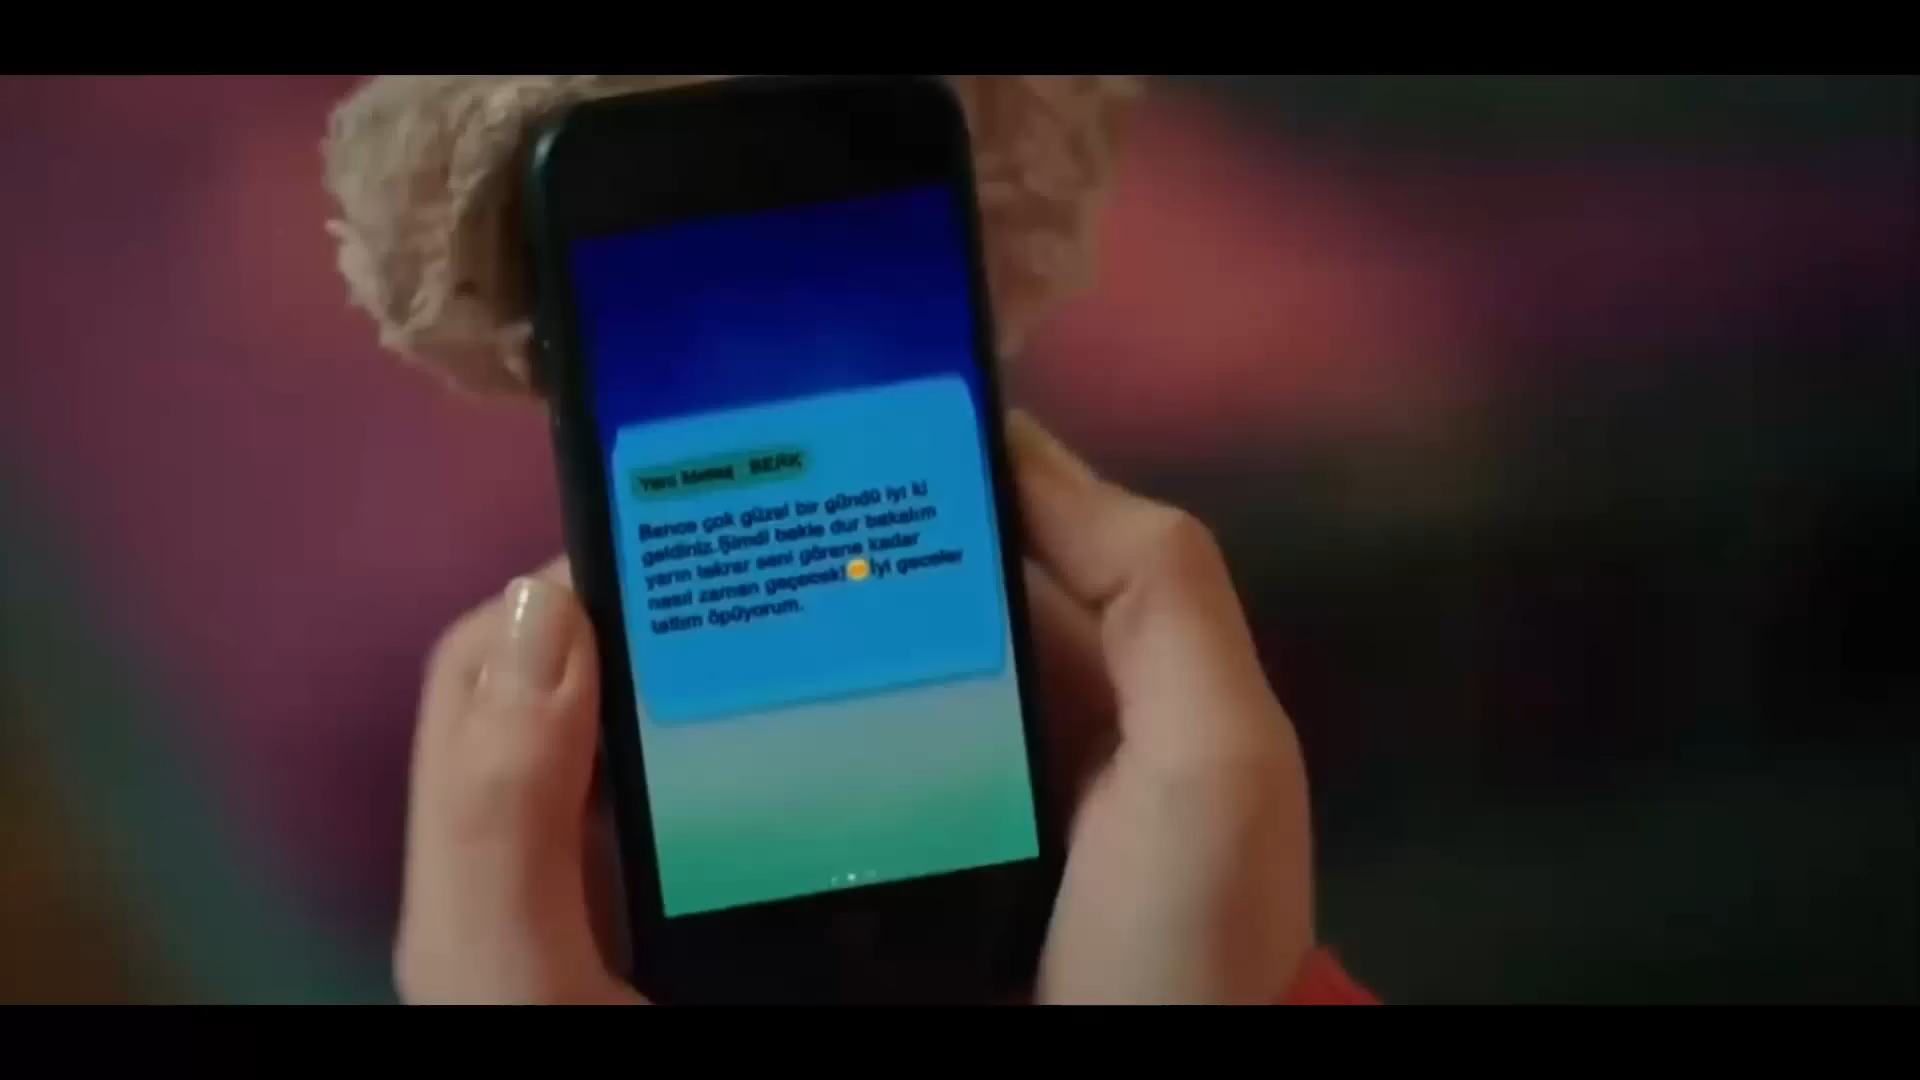 Yeni Mesaj : BERK
Bence çok güzel bir gündü iyi ki
geldiniz.Şimdi bekle dur bakalım
yarın tekrar seni görene kadar
nasıl zaman geçecek!🙂İyi geceler
tatlım öpüyorum.